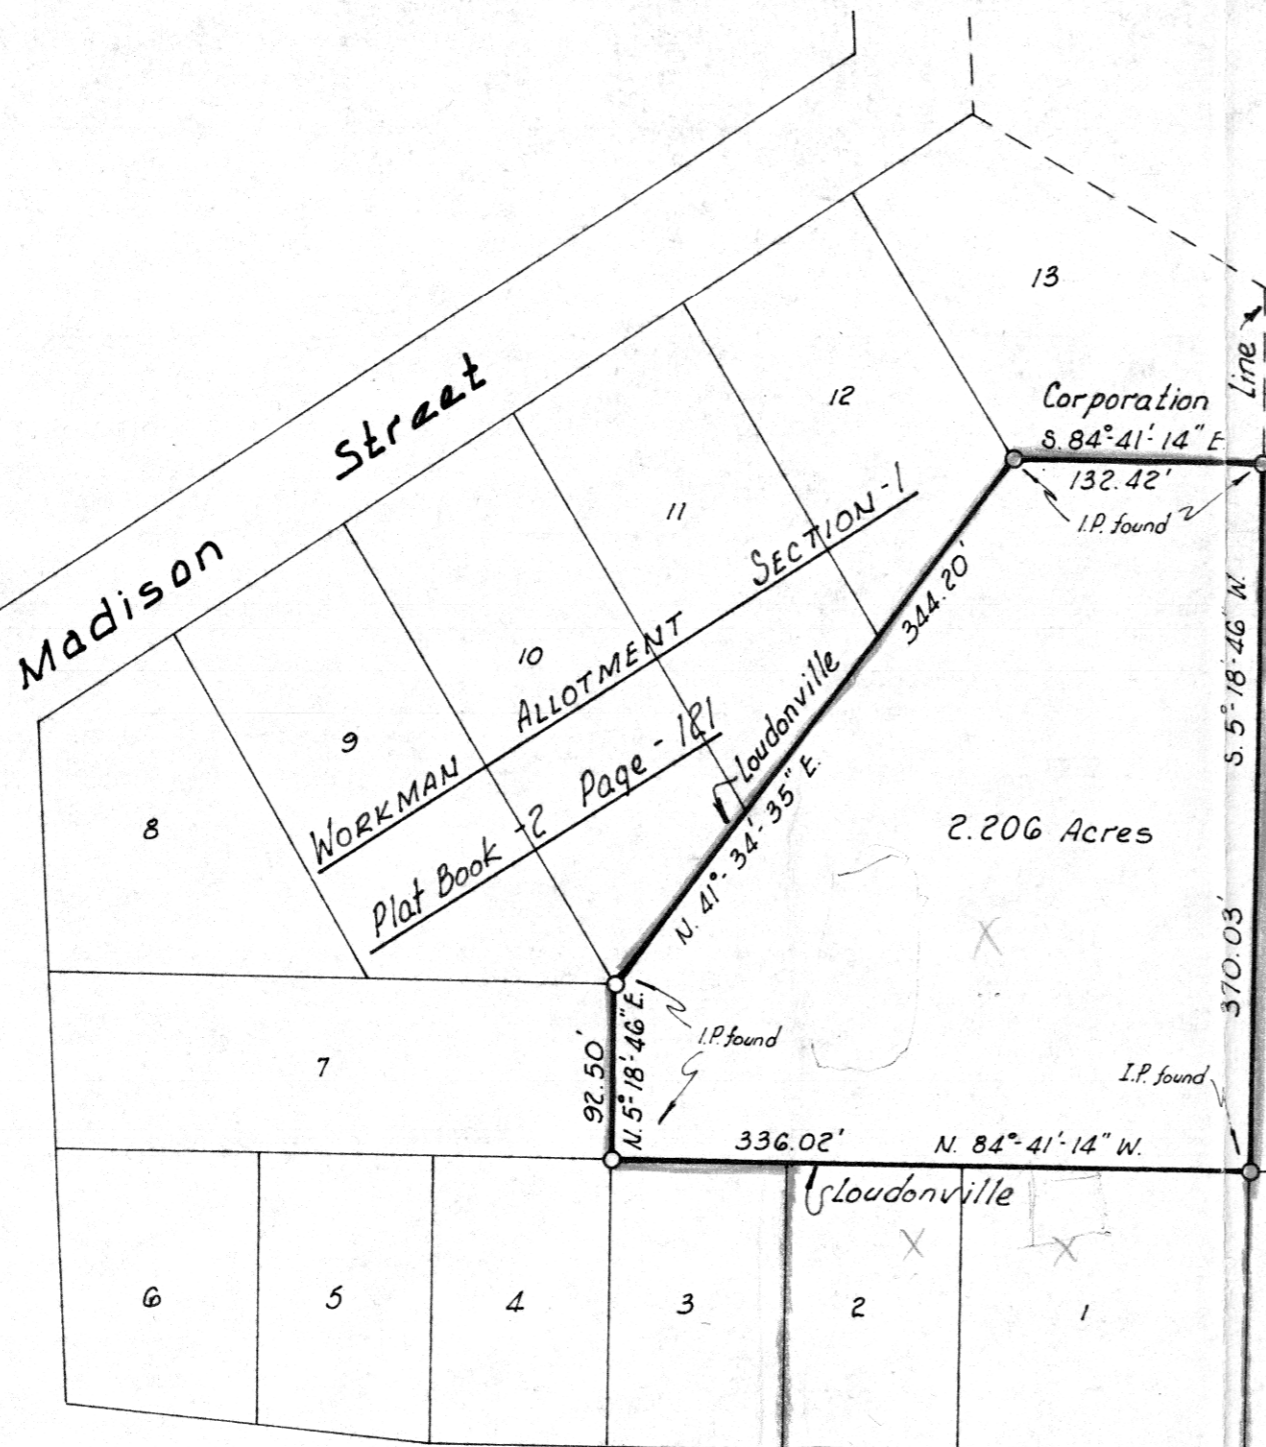 Madison Street
13
Line
12
Corporation
S. 84°-41'-14" E
132.42'
I.P. found
11
SECTION-1
344.20'
S. 5°-18'-46" W.
10
WORKMAN ALLOTMENT
Loudonville
9
Plat Book-2 Page-181
N. 41°-34'-35" E.
8
2.206 Acres
X
370.03'
92.50'
N. 5°-18'-46" E.
I.P. found
7
I.P. found
336.02'
N. 84°-41'-14" W.
Loudonville
X
X
6
5
4
3
2
1